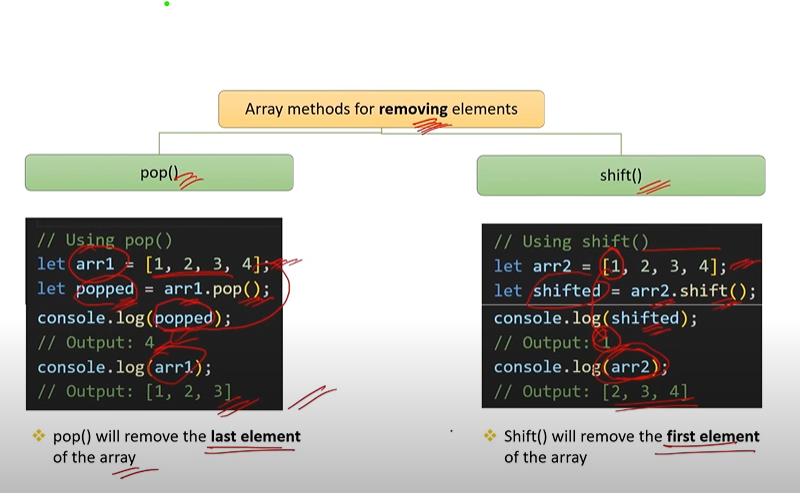 Array methods for removing elements
pop()
// Using pop()
let arr1 = [1, 2, 3, 4];
let popped = arr1.pop();
console.log(popped);
// Output: 4
console.log(arr1);
// Output: [1, 2, 3]
❖ pop() will remove the last element
of the array
shift()
// Using shift()
let arr2 = [1, 2, 3, 4];
let shifted = arr2.shift();
console.log(shifted);
// Output: 1
console.log(arr2);
// Output: [2, 3, 4]
❖ Shift() will remove the first element
of the array